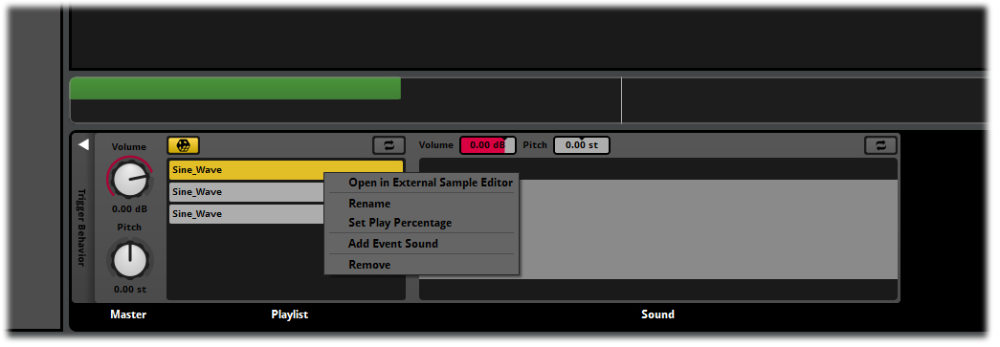 Volume
0.00 dB
Pitch
0.00 st
Master
Trigger Behavior
Sine_Wave
Sine_Wave
Sine_Wave
Playlist
Open in External Sample Editor
Rename
Set Play Percentage
Add Event Sound
Remove
Volume 0.00 dB Pitch 0.00 st
Sound